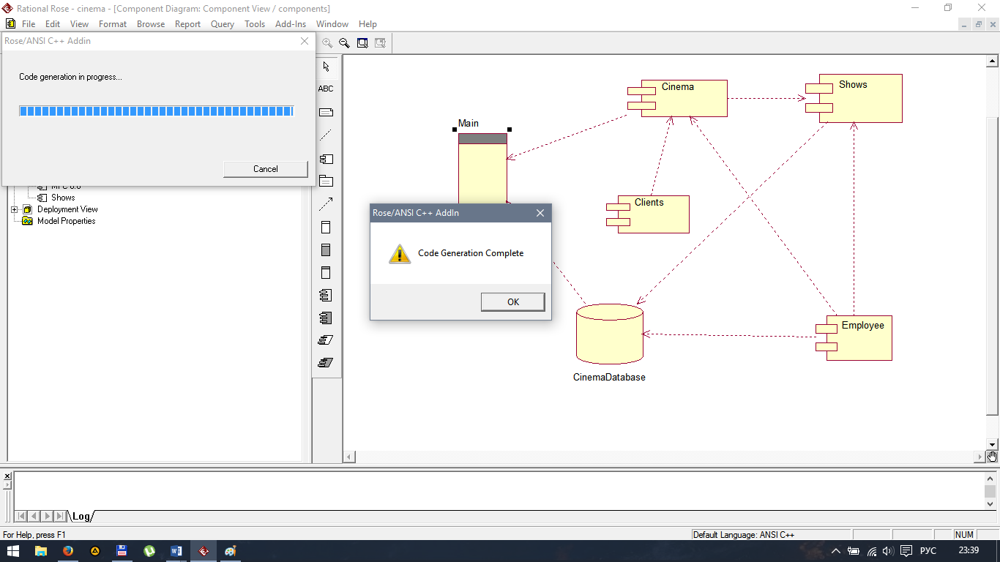 Rational Rose - cinema - [Component Diagram: Component View / components]
File Edit View Format Browse Report Query Tools Add-Ins Window Help
Rose/ANSI C++ Addin
Code generation in progress...
Cancel
MFC 6.0
Shows
Deployment View
Model Properties
ABC
Main
Cinema
Shows
Clients
Employee
CinemaDatabase
Rose/ANSI C++ AddIn
Code Generation Complete
OK
Log
For Help, press F1
Default Language: ANSI C++
NUM
РУС
23:39